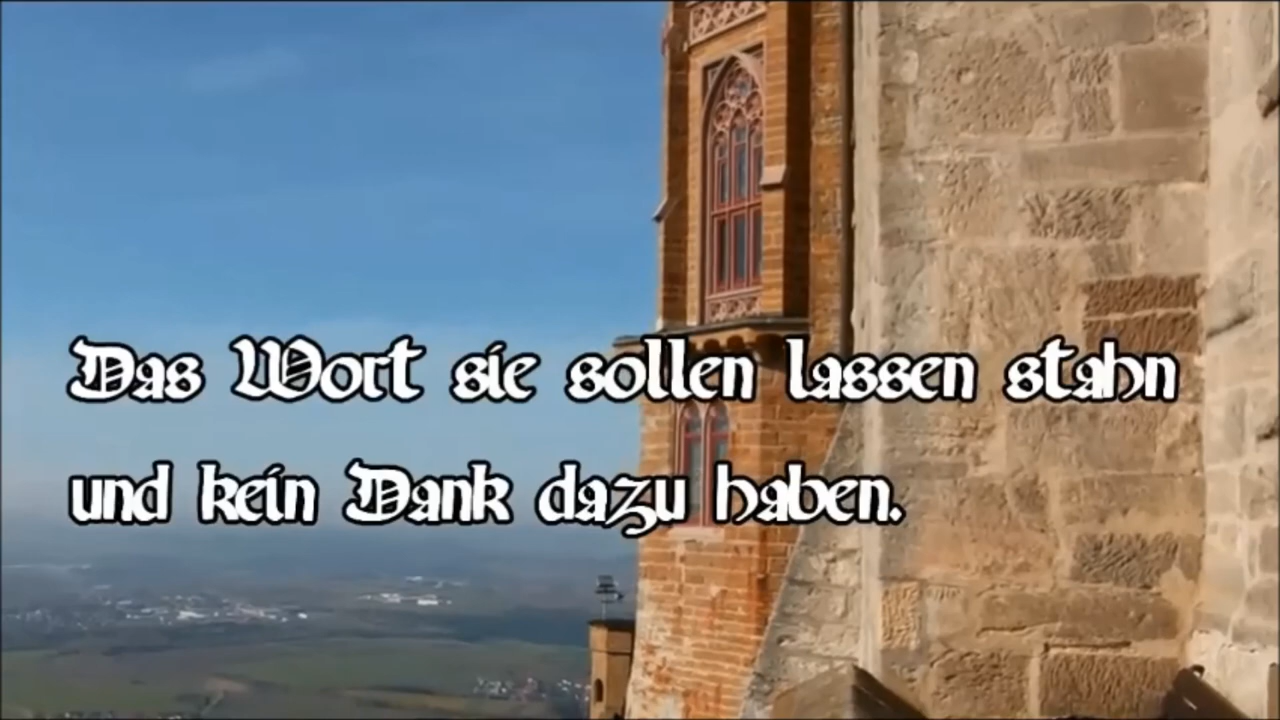 Das Wort sie sollen lassen stahn
und kein Dank dazu haben.